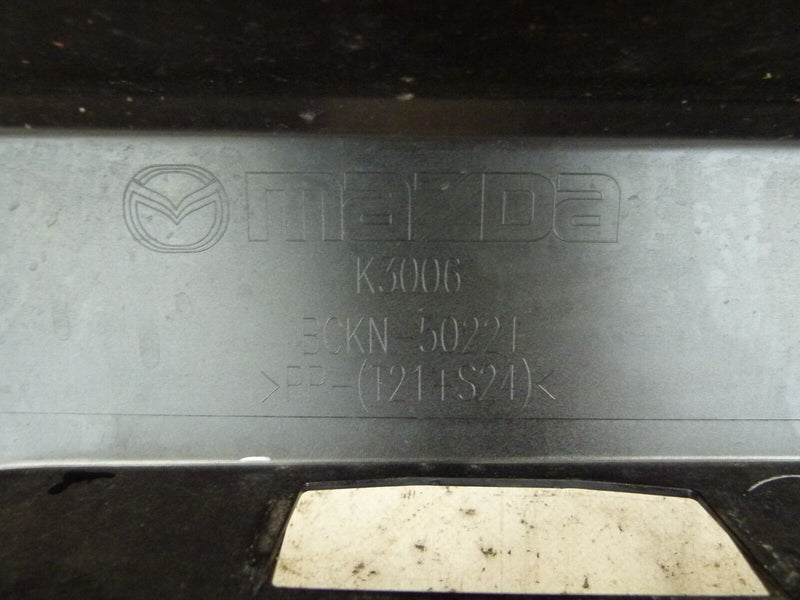 mazda
K3006
BCKN-50221
>PP-(T21+S24)<